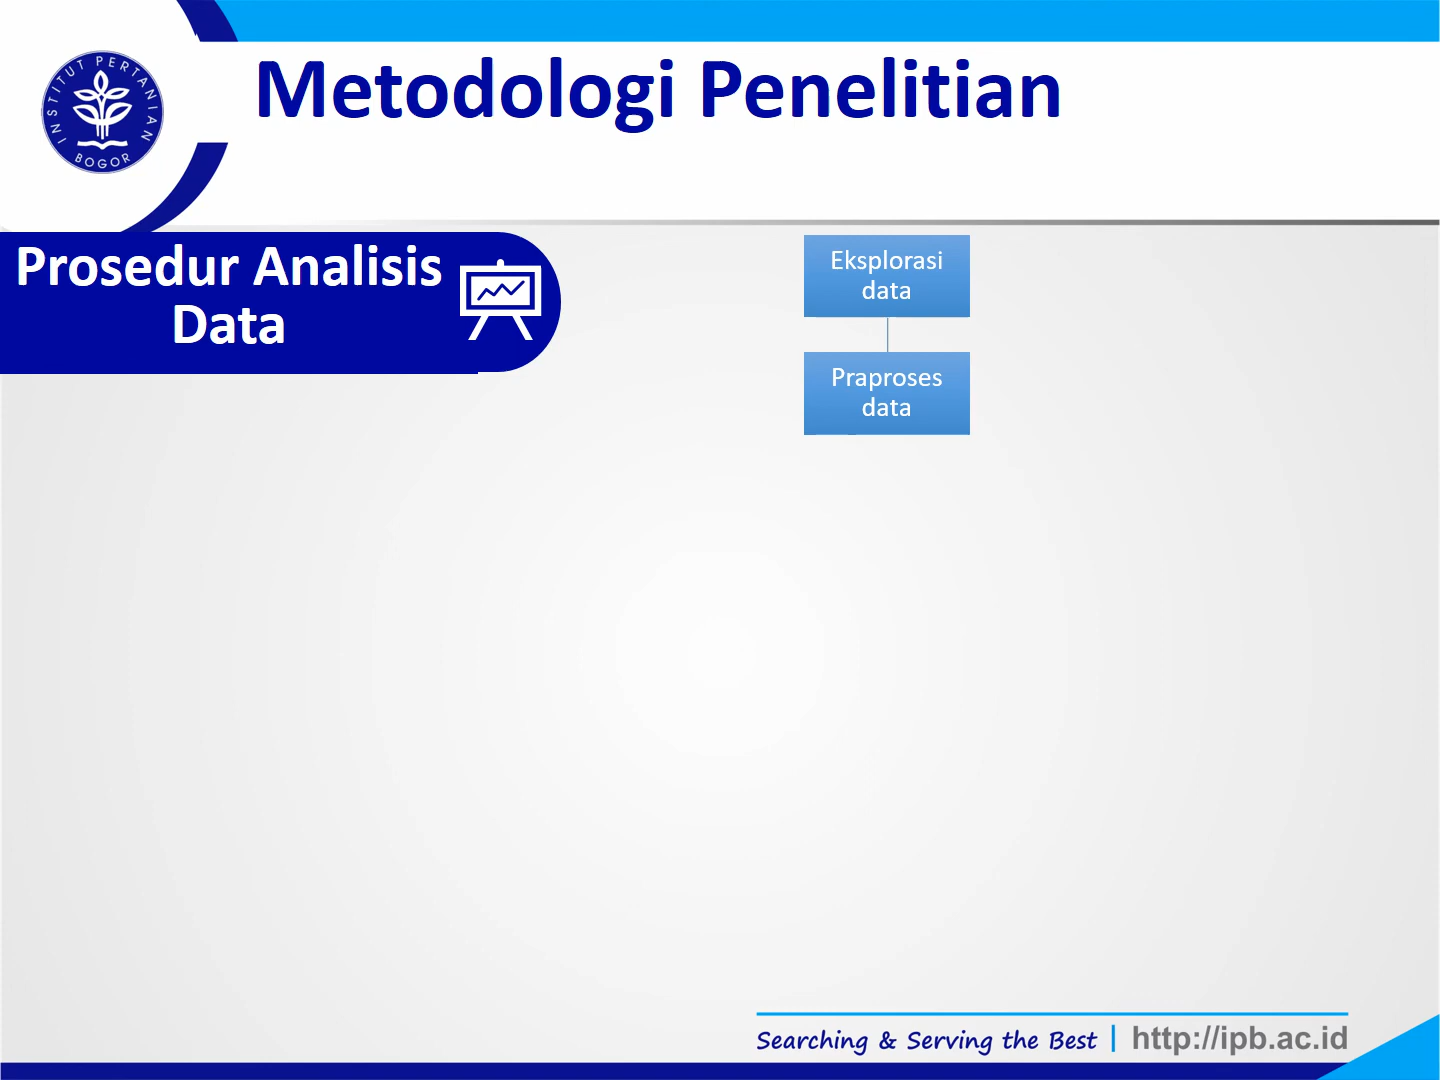 INSTITUT PERTANIAN
BOGOR
Metodologi Penelitian
Prosedur Analisis
Data
Eksplorasi
data
Praproses
data
Searching & Serving the Best | http://ipb.ac.id